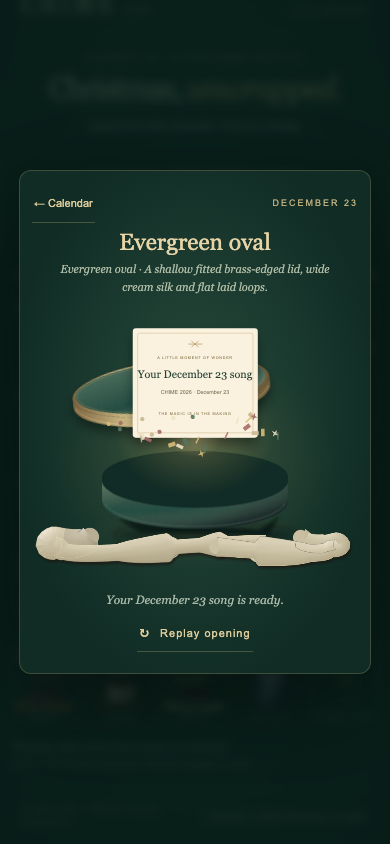 ← Calendar
DECEMBER 23
Evergreen oval
Evergreen oval · A shallow fitted brass-edged lid, wide
cream silk and flat laid loops.
A LITTLE MOMENT OF WONDER
Your December 23 song
CHIME 2026 · December 23
THE MAGIC IS IN THE MAKING
Your December 23 song is ready.
↻ Replay opening